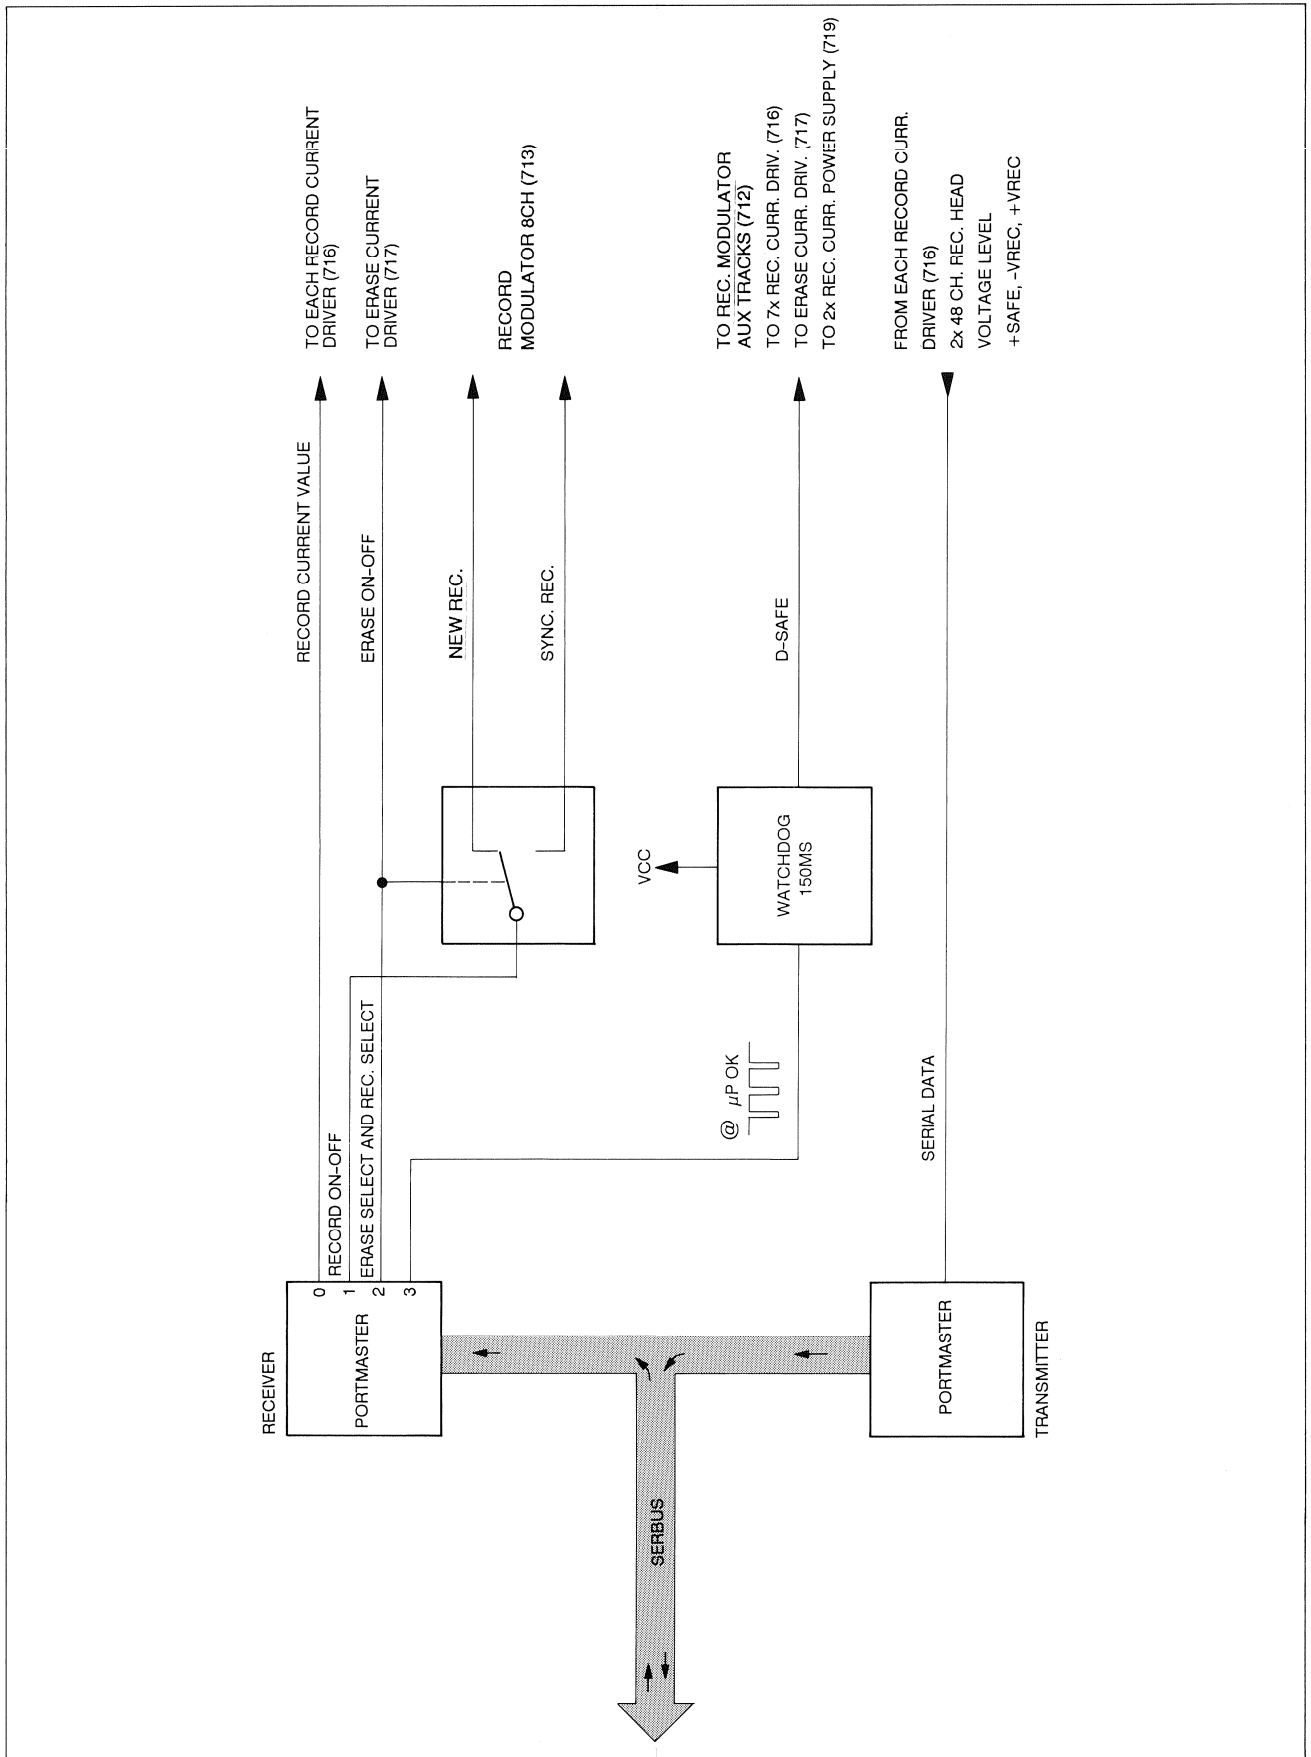 TO EACH RECORD CURRENT
DRIVER (716)
TO ERASE CURRENT
DRIVER (717)
RECORD
MODULATOR 8CH (713)
TO REC. MODULATOR
AUX TRACKS (712)
TO 7x REC. CURR. DRIV. (716)
TO ERASE CURR. DRIV. (717)
TO 2x REC. CURR. POWER SUPPLY (719)
FROM EACH RECORD CURR.
DRIVER (716)
2x 48 CH. REC. HEAD
VOLTAGE LEVEL
+SAFE, -VREC, +VREC
RECORD CURRENT VALUE
ERASE ON-OFF
NEW REC.
SYNC. REC.
D-SAFE
VCC
WATCHDOG
150MS
RECORD ON-OFF
ERASE SELECT AND REC. SELECT
@ µP OK
SERIAL DATA
0
1
2
3
RECEIVER
PORTMASTER
PORTMASTER
TRANSMITTER
SERBUS